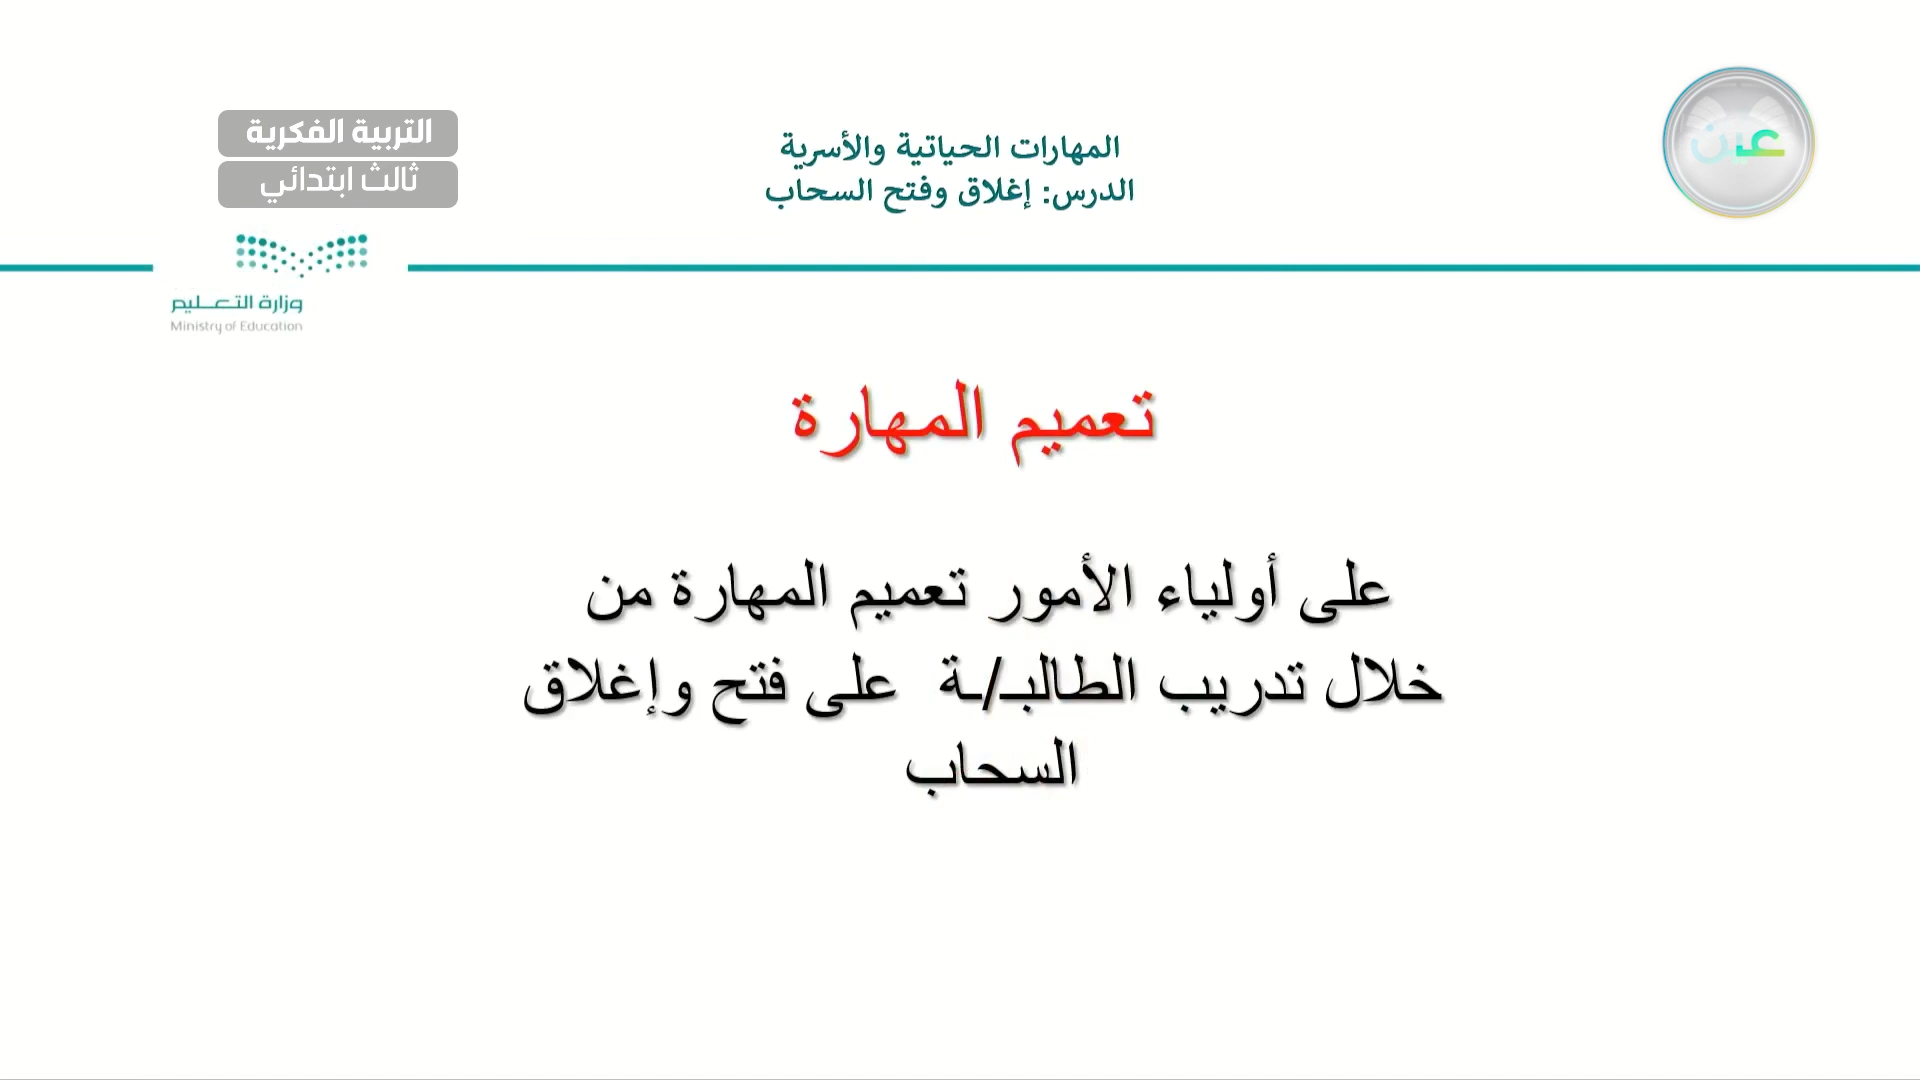 عين
المهارات الحياتية والأسرية
الدرس: إغلاق وفتح السحاب
التربية الفكرية
ثالث ابتدائي
وزارة التعليم
Ministry of Education
تعميم المهارة
على أولياء الأمور تعميم المهارة من
خلال تدريب الطالبـ/ـة على فتح وإغلاق
السحاب